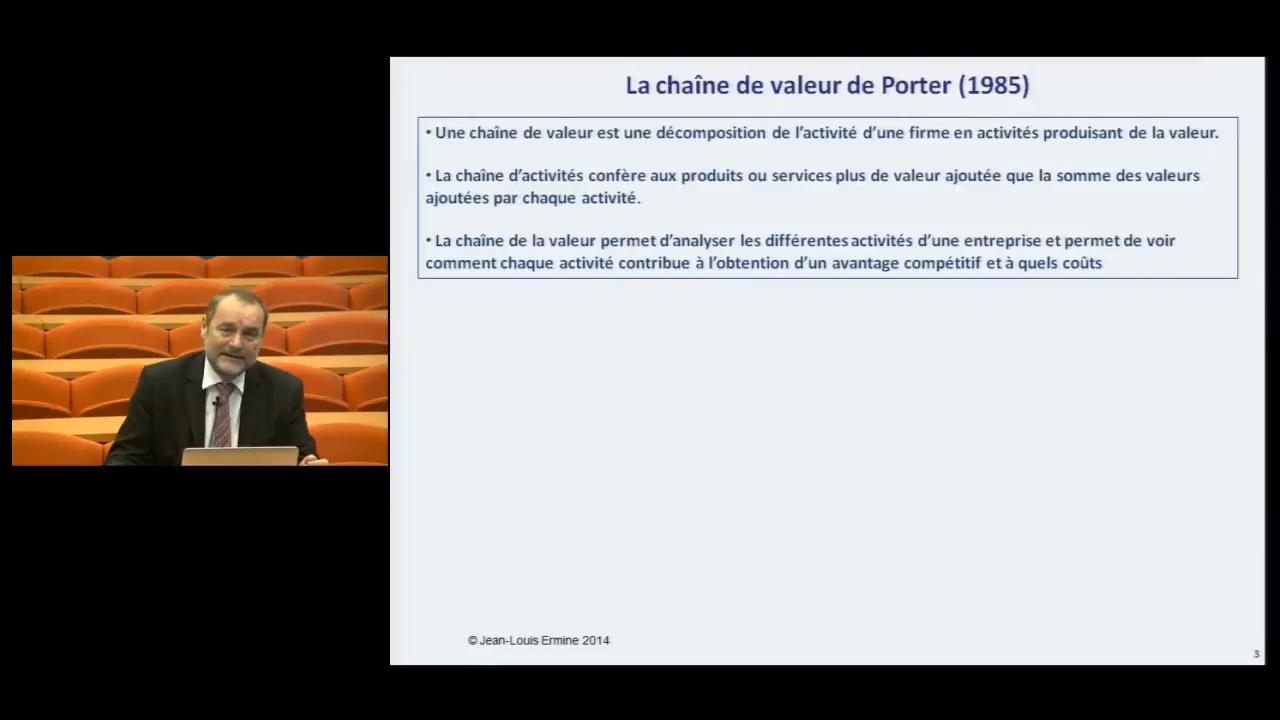 La chaîne de valeur de Porter (1985)
• Une chaîne de valeur est une décomposition de l'activité d'une firme en activités produisant de la valeur.
• La chaîne d'activités confère aux produits ou services plus de valeur ajoutée que la somme des valeurs
ajoutées par chaque activité.
• La chaîne de la valeur permet d'analyser les différentes activités d'une entreprise et permet de voir
comment chaque activité contribue à l'obtention d'un avantage compétitif et à quels coûts
© Jean-Louis Ermine 2014
3